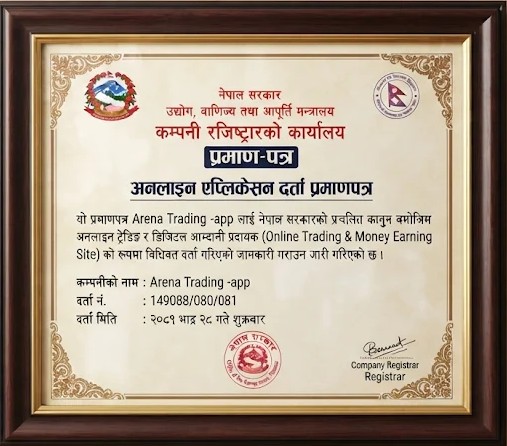 नेपाल सरकार
उद्योग, वाणिज्य तथा आपूर्ति मन्त्रालय
कम्पनी रजिष्ट्रारको कार्यालय
प्रमाण-पत्र
अनलाइन एप्लिकेसन दर्ता प्रमाणपत्र
यो प्रमाणपत्र Arena Trading -app लाई नेपाल सरकारको प्रचलित कानुन बमोजिम
अनलाइन ट्रेडिङ र डिजिटल आम्दानी प्रदायक (Online Trading & Money Earning
Site) को रूपमा विधिवत दर्ता गरिएको जानकारी गराउन जारी गरिएको छ ।
कम्पनीको नाम : Arena Trading -app
दर्ता नं. : 149088/080/081
दर्ता मिति : २०८१ भाद्र २८ गते शुक्रबार
नेपाल सरकार
Company Registrar
Registrar